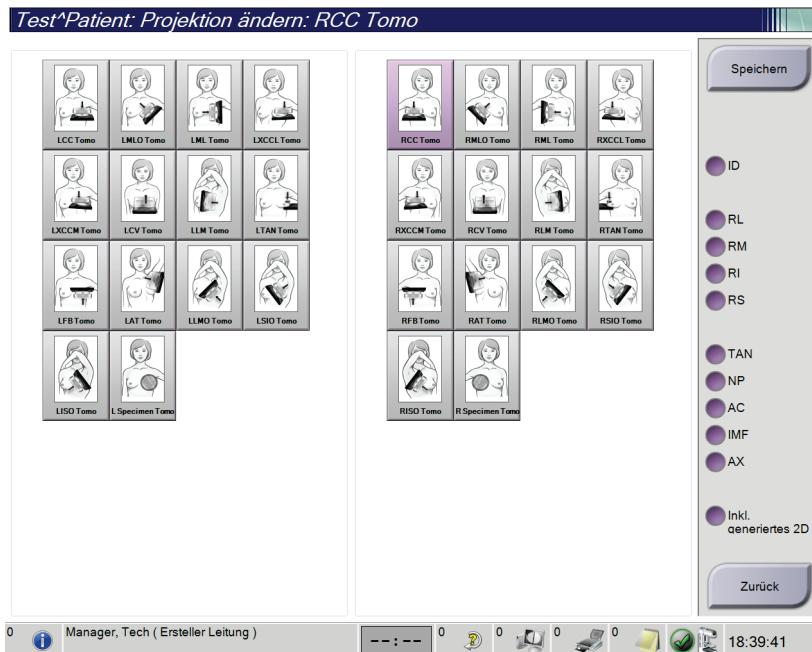 Test^Patient: Projektion ändern: RCC Tomo
LCC Tomo
LMLO Tomo
LML Tomo
LXCCL Tomo
LXCCM Tomo
LCV Tomo
LLM Tomo
LTAN Tomo
LFB Tomo
LAT Tomo
LLMO Tomo
LSIO Tomo
LISO Tomo
L Specimen Tomo
RCC Tomo
RMLO Tomo
RML Tomo
RXCCL Tomo
RXCCM Tomo
RCV Tomo
RLM Tomo
RTAN Tomo
RFB Tomo
RAT Tomo
RLMO Tomo
RSIO Tomo
RISO Tomo
R Specimen Tomo
Speichern
ID
RL
RM
RI
RS
TAN
NP
AC
IMF
AX
Inkl.
generiertes 2D
Zurück
0 Manager, Tech ( Ersteller Leitung ) --:-- 0 0 0 0 18:39:41